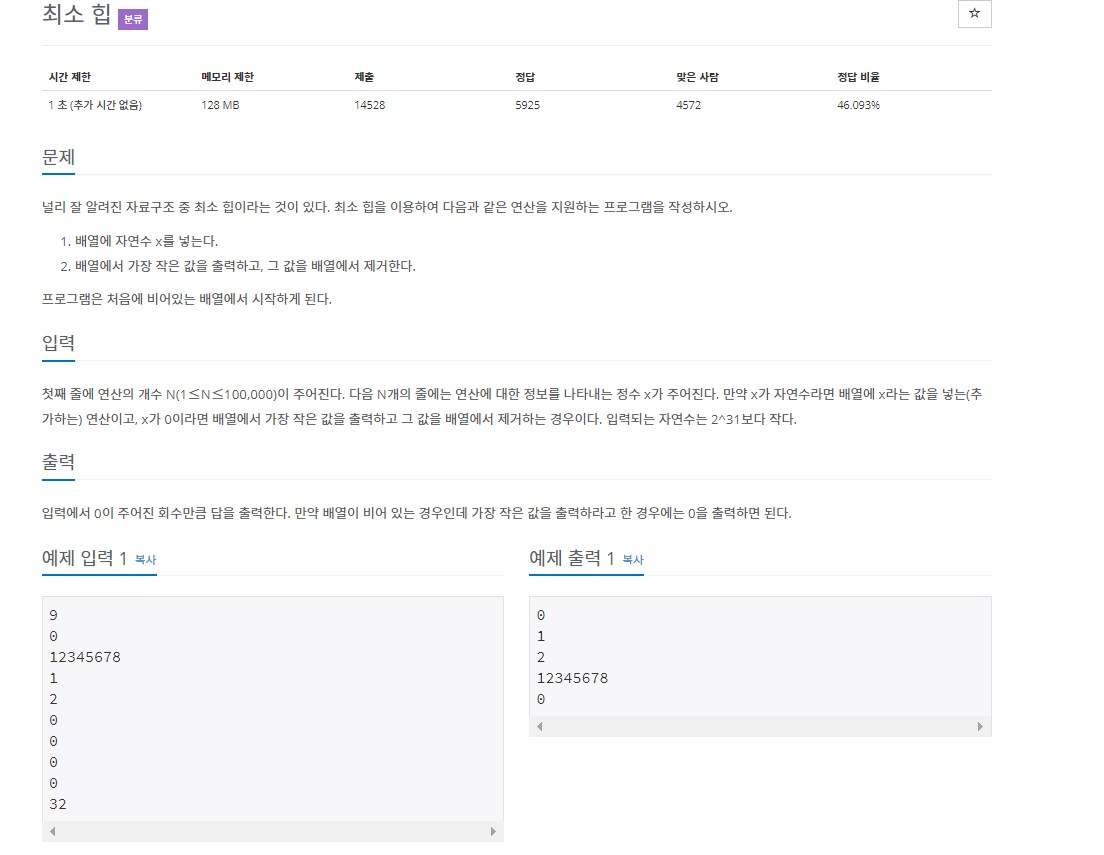 최소 힙 분류
☆
시간 제한 메모리 제한 제출 정답 맞은 사람 정답 비율
1 초 (추가 시간 없음) 128 MB 14528 5925 4572 46.093%
문제
널리 잘 알려진 자료구조 중 최소 힙이라는 것이 있다. 최소 힙을 이용하여 다음과 같은 연산을 지원하는 프로그램을 작성하시오.
1. 배열에 자연수 x를 넣는다.
2. 배열에서 가장 작은 값을 출력하고, 그 값을 배열에서 제거한다.
프로그램은 처음에 비어있는 배열에서 시작하게 된다.
입력
첫째 줄에 연산의 개수 N(1≤N≤100,000)이 주어진다. 다음 N개의 줄에는 연산에 대한 정보를 나타내는 정수 x가 주어진다. 만약 x가 자연수라면 배열에 x라는 값을 넣는(추
가하는) 연산이고, x가 0이라면 배열에서 가장 작은 값을 출력하고 그 값을 배열에서 제거하는 경우이다. 입력되는 자연수는 2^31보다 작다.
출력
입력에서 0이 주어진 회수만큼 답을 출력한다. 만약 배열이 비어 있는 경우인데 가장 작은 값을 출력하라고 한 경우에는 0을 출력하면 된다.
예제 입력 1 복사
9
0
12345678
1
2
0
0
0
0
32
예제 출력 1 복사
0
1
2
12345678
0